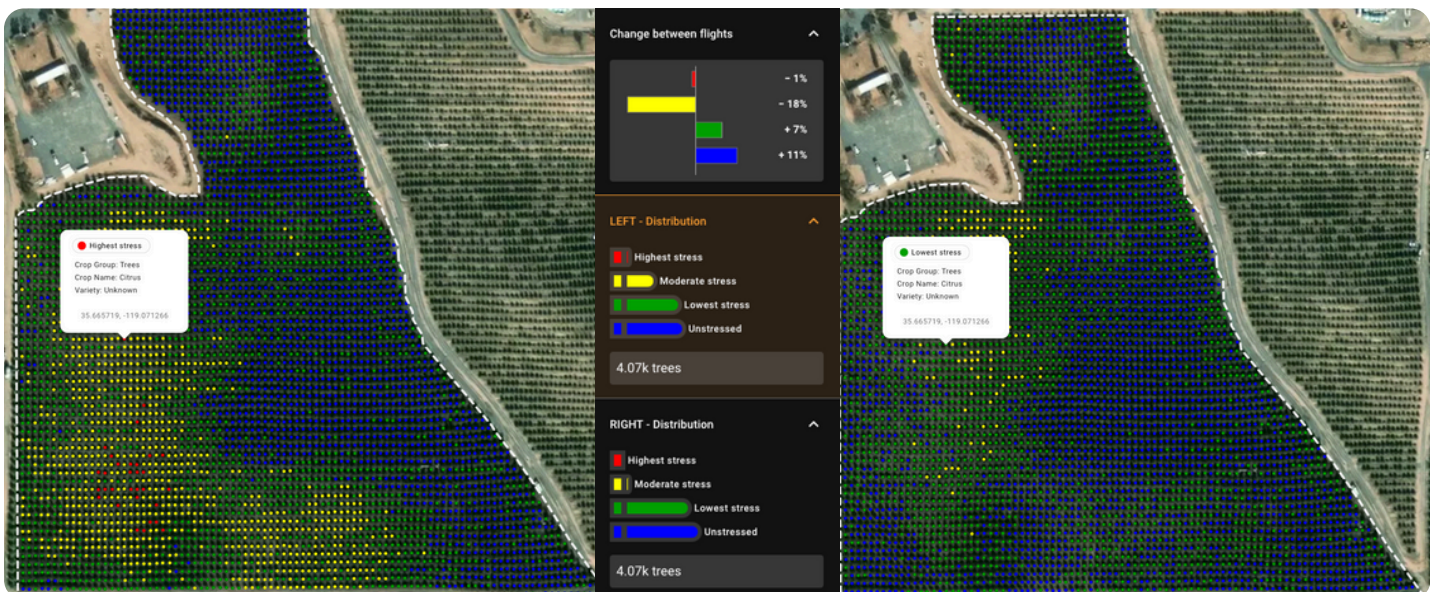 Highest stress
Crop Group: Trees
Crop Name: Citrus
Variety: Unknown
35.665719, -119.071266
Change between flights
– 1%
– 18%
+ 7%
+ 11%
LEFT - Distribution
Highest stress
Moderate stress
Lowest stress
Unstressed
4.07k trees
RIGHT - Distribution
Highest stress
Moderate stress
Lowest stress
Unstressed
4.07k trees
Lowest stress
Crop Group: Trees
Crop Name: Citrus
Variety: Unknown
35.665719, -119.071266